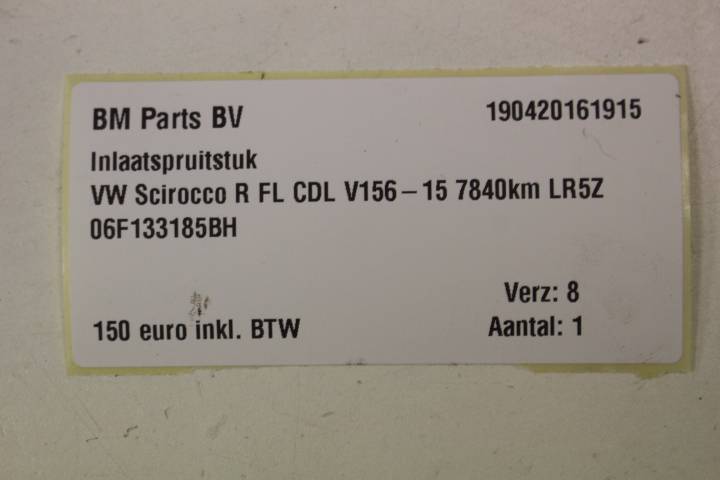 BM Parts BV 190420161915
Inlaatspruitstuk
VW Scirocco R FL CDL V156-15 7840km LR5Z
06F133185BH
Verz: 8
150 euro inkl. BTW Aantal: 1